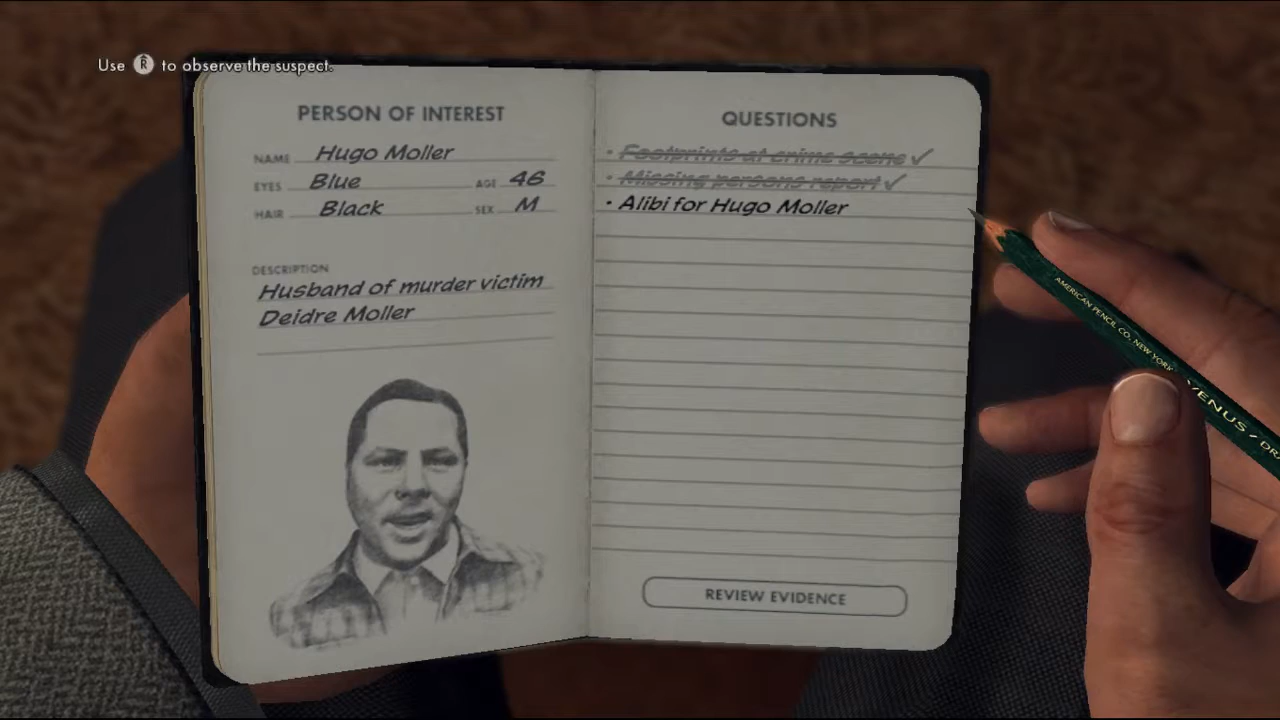 Use R to observe the suspect.
PERSON OF INTEREST
NAME Hugo Moller
EYES Blue AGE 46
HAIR Black SEX M
DESCRIPTION
Husband of murder victim
Deidre Moller
QUESTIONS
• Footprints at crime scene ✓
• Missing persons report ✓
• Alibi for Hugo Moller
REVIEW EVIDENCE
AMERICAN PENCIL CO. NEW YORK
VENUS / DRA